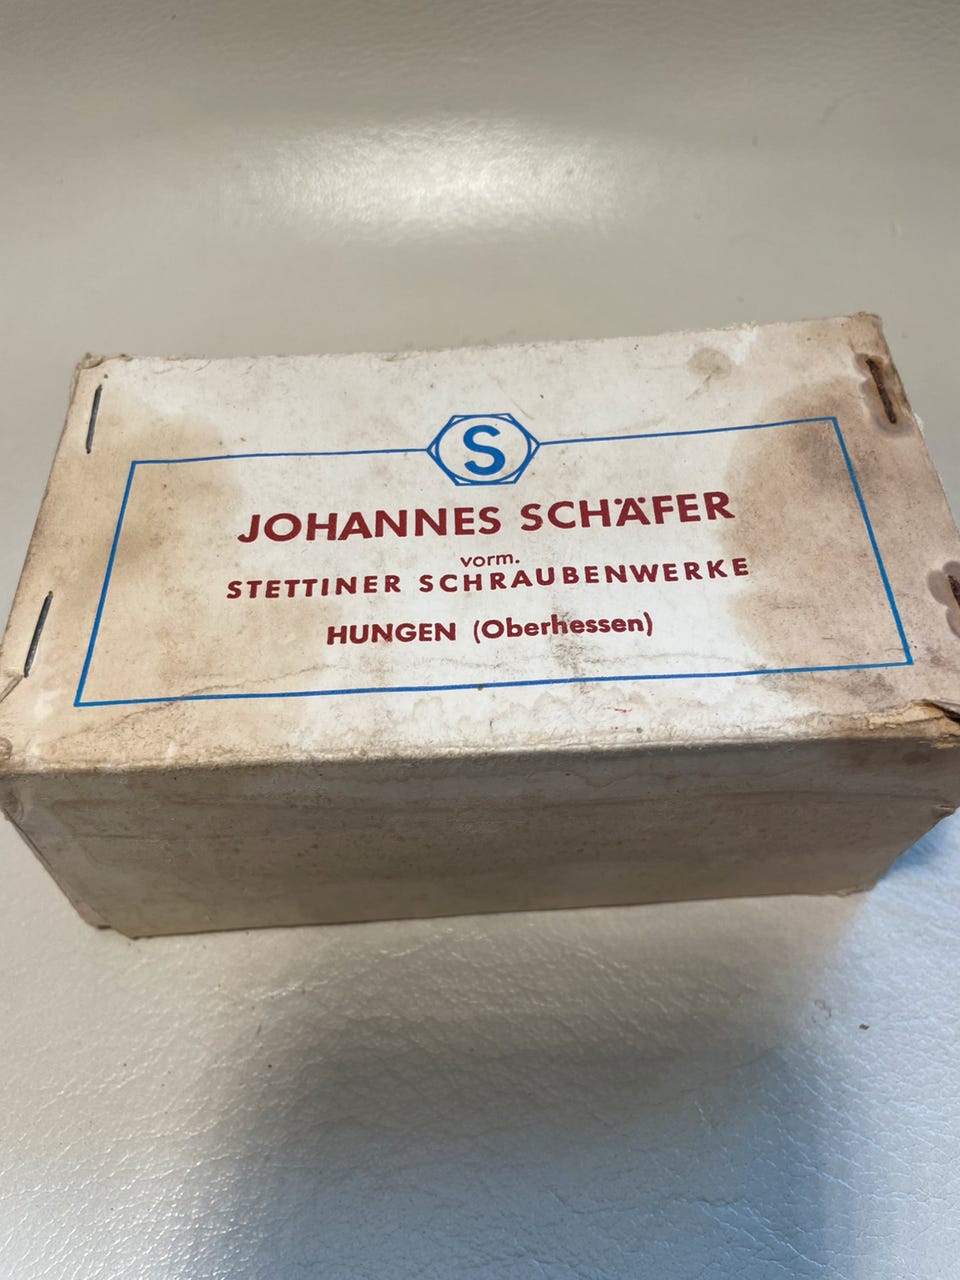 S
JOHANNES SCHÄFER
vorm.
STETTINER SCHRAUBENWERKE
HUNGEN (Oberhessen)